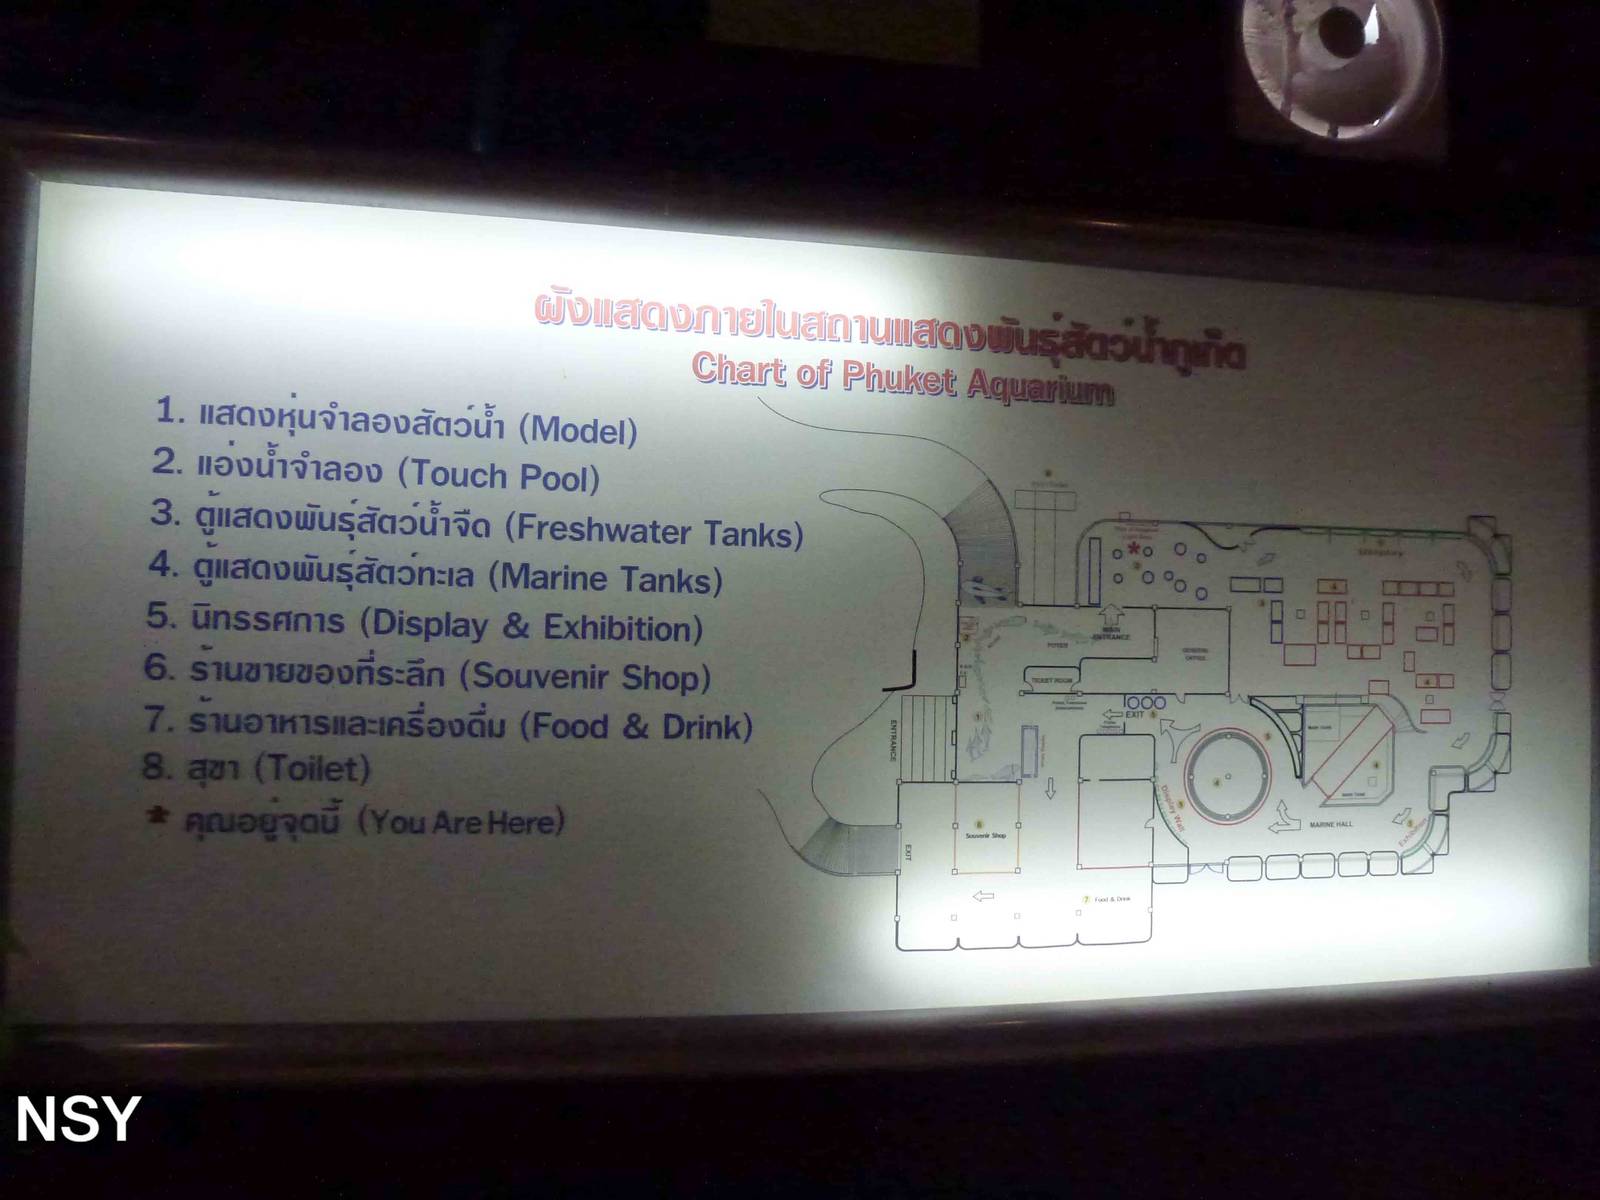 ผังแสดงภายในสถานแสดงพันธุ์สัตว์น้ำภูเก็ต
Chart of Phuket Aquarium
1. แสดงหุ่นจำลองสัตว์น้ำ (Model)
2. แอ่งน้ำจำลอง (Touch Pool)
3. ตู้แสดงพันธุ์สัตว์น้ำจืด (Freshwater Tanks)
4. ตู้แสดงพันธุ์สัตว์ทะเล (Marine Tanks)
5. นิทรรศการ (Display & Exhibition)
6. ร้านขายของที่ระลึก (Souvenir Shop)
7. ร้านอาหารและเครื่องดื่ม (Food & Drink)
8. สุขา (Toilet)
* คุณอยู่จุดนี้ (You Are Here)
MAIN
ENTRANCE
FOYER
GENERAL
OFFICE
TICKET ROOM
EXIT
ENTRANCE
Display Wall
MARINE HALL
Exhibition
6
Souvenir Shop
EXIT
7 Food & Drink
NSY